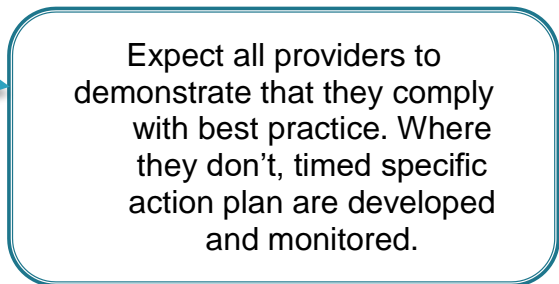 Expect all providers to
demonstrate that they comply
with best practice. Where
they don’t, timed specific
action plan are developed
and monitored.